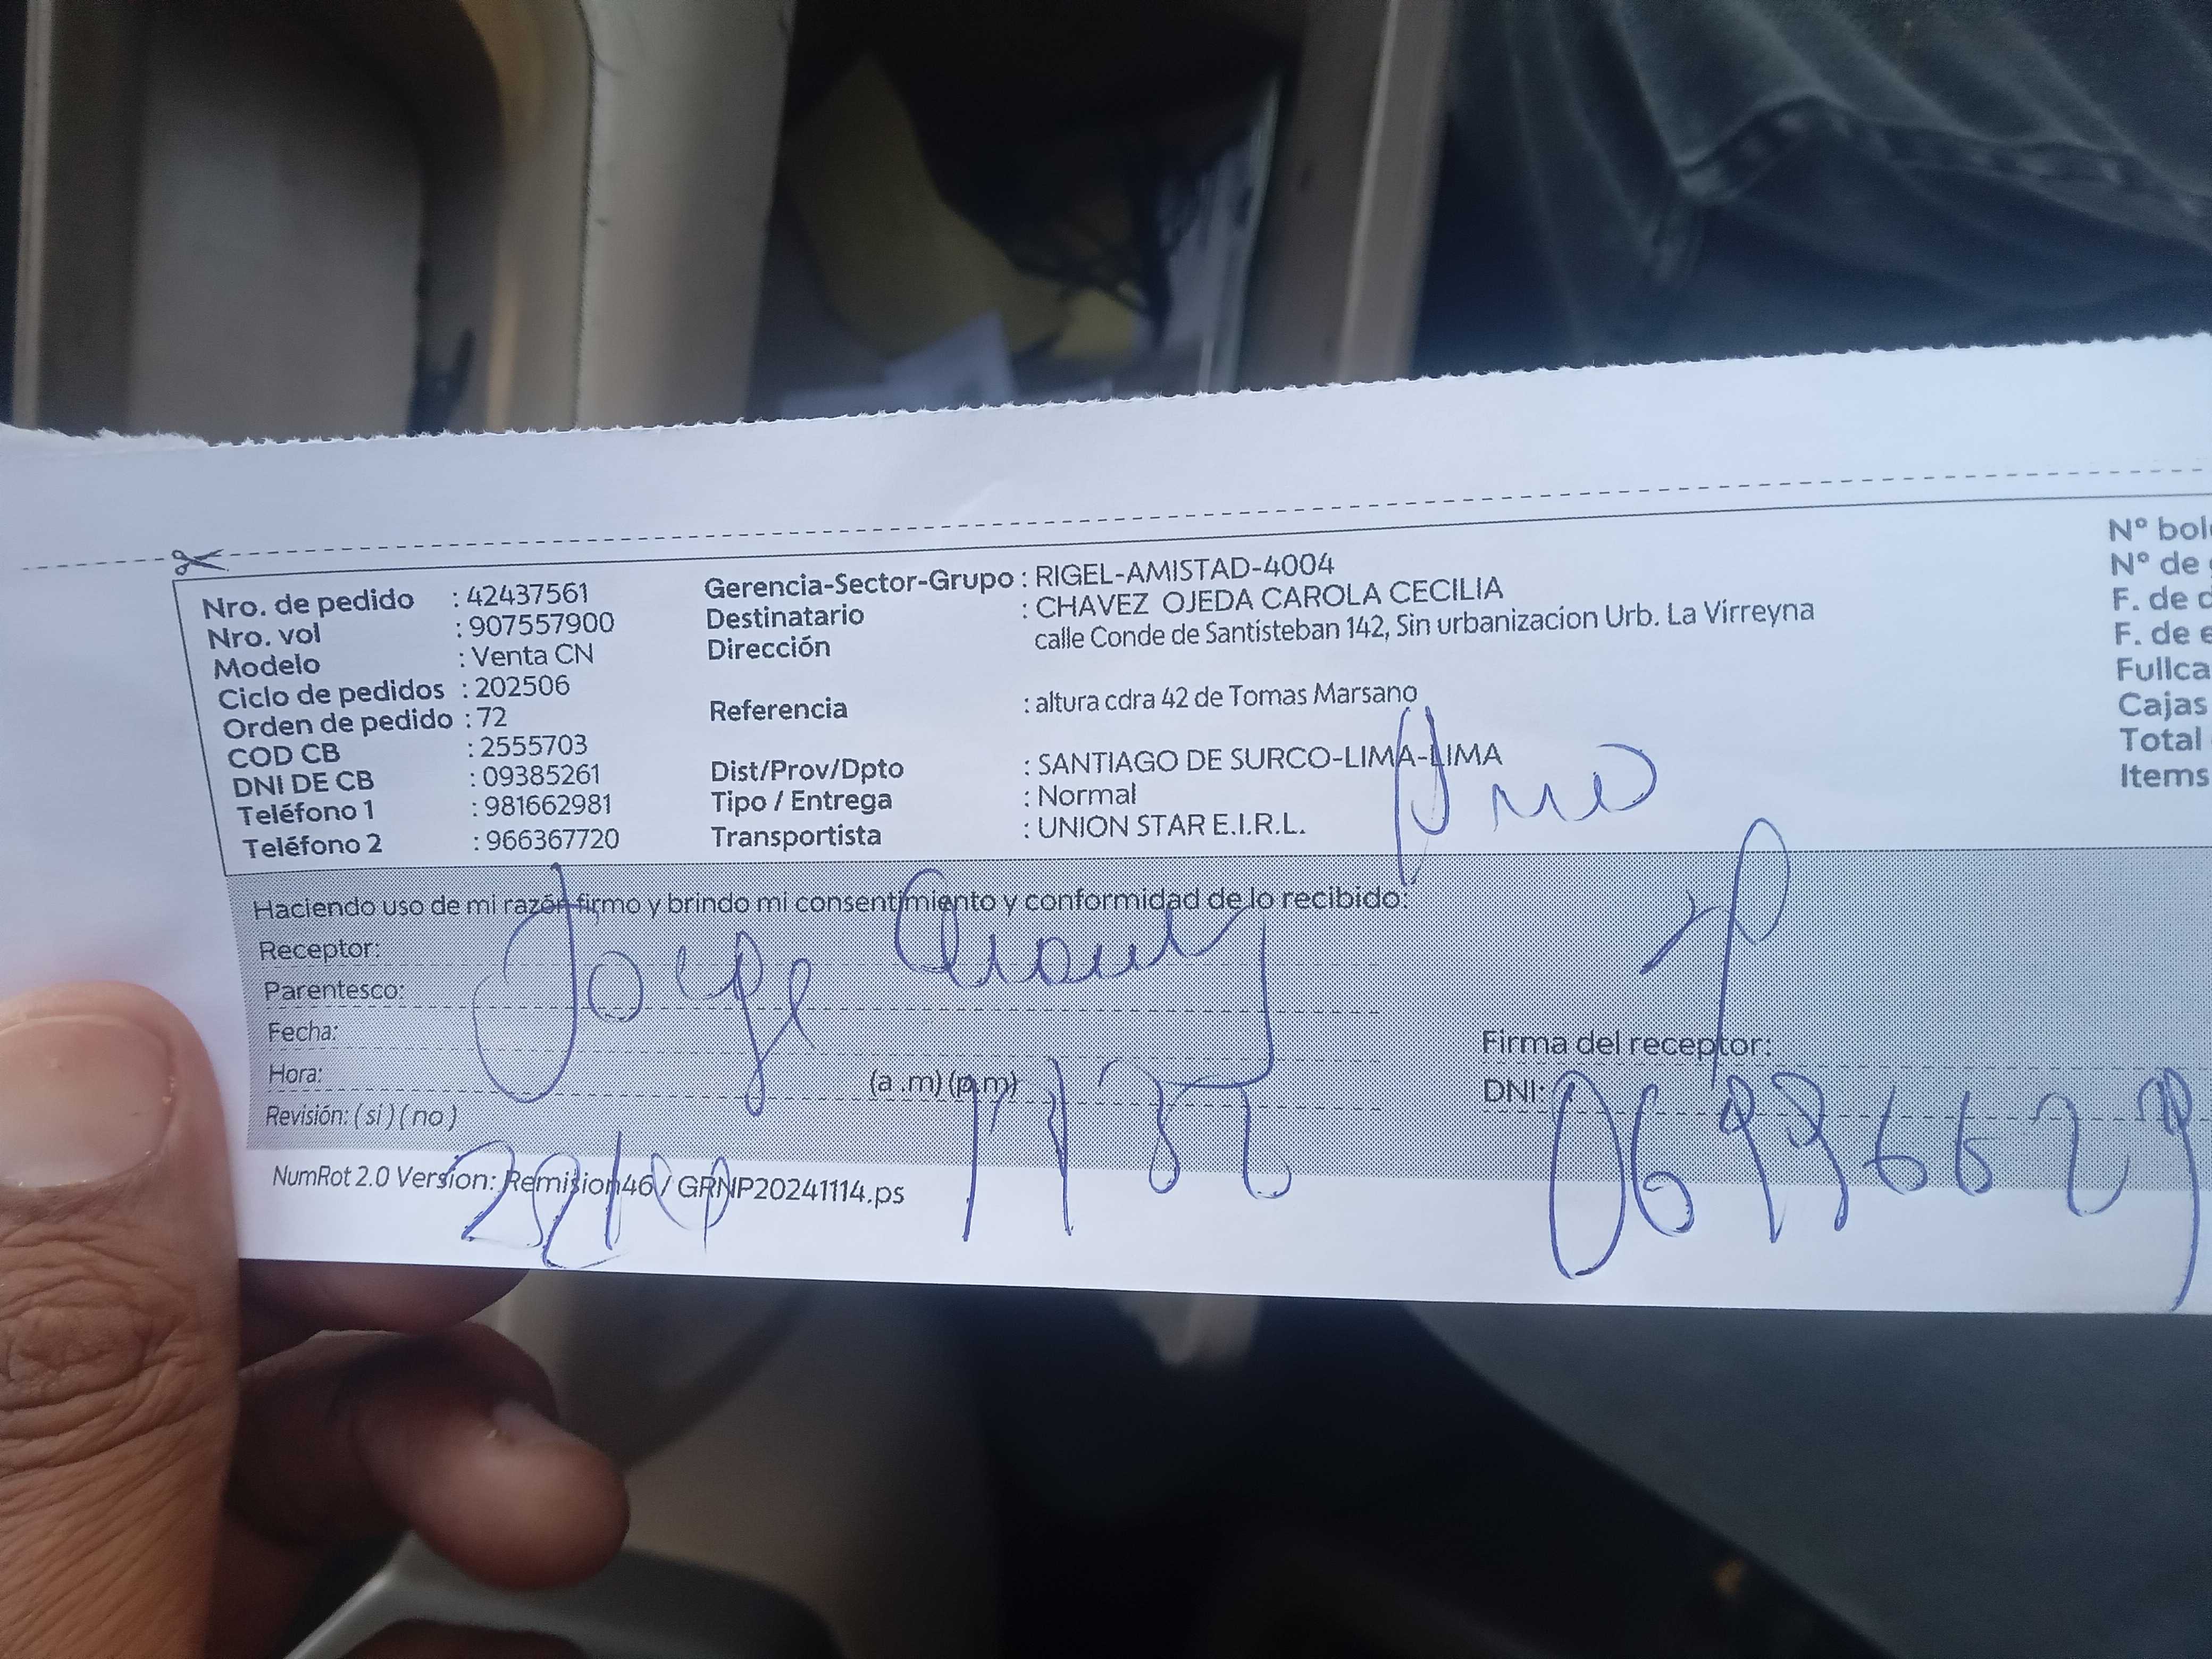 Nro. de pedido : 42437561
Nro. vol : 907557900
Modelo : Venta CN
Ciclo de pedidos : 202506
Orden de pedido : 72
COD CB : 2555703
DNI DE CB : 09385261
Teléfono 1 : 981662981
Teléfono 2 : 966367720
Gerencia-Sector-Grupo : RIGEL-AMISTAD-4004
Destinatario : CHAVEZ OJEDA CAROLA CECILIA
Dirección calle Conde de Santisteban 142, Sin urbanizacion Urb. La Virreyna
Referencia : altura cdra 42 de Tomas Marsano
Dist/Prov/Dpto : SANTIAGO DE SURCO-LIMA-LIMA
Tipo / Entrega : Normal
Transportista : UNION STAR E.I.R.L.
Nº
Nº de
F. de
F. de
Cajas
Total
Items
Haciendo uso de mi razón firmo y brindo mi consentimiento y conformidad de lo recibido:
Receptor: Jorge
Parentesco:
Fecha:
Hora: (a .m) (p.m)
Revisión: ( si ) ( no )
Firma del receptor:
DNI:
NumRot 2.0 Version: Remision46 / GRNP20241114.ps